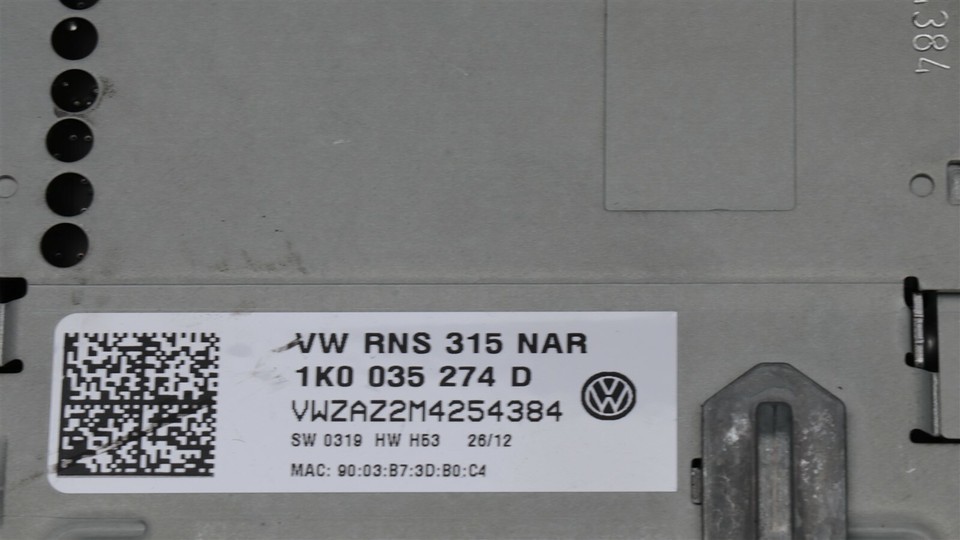 384
VW RNS 315 NAR
1K0 035 274 D
VWZAZ2M4254384
SW 0319 HW H53 26/12
MAC: 90:03:B7:3D:B0:C4